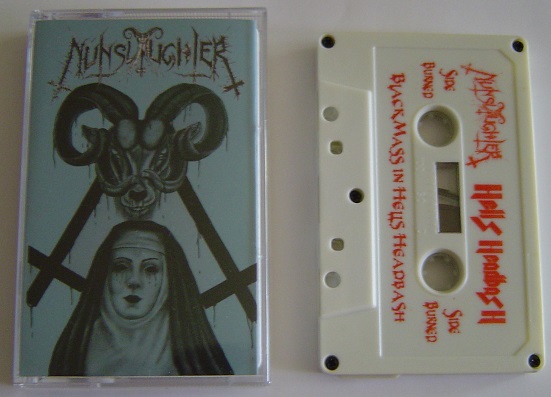 NUNSLAUGHTER
NUNSLAUGHTER
Hells Headbash
SIDE
BURNED
SIDE
BURNED
BLACKMASS IN HELLS HEADBASH